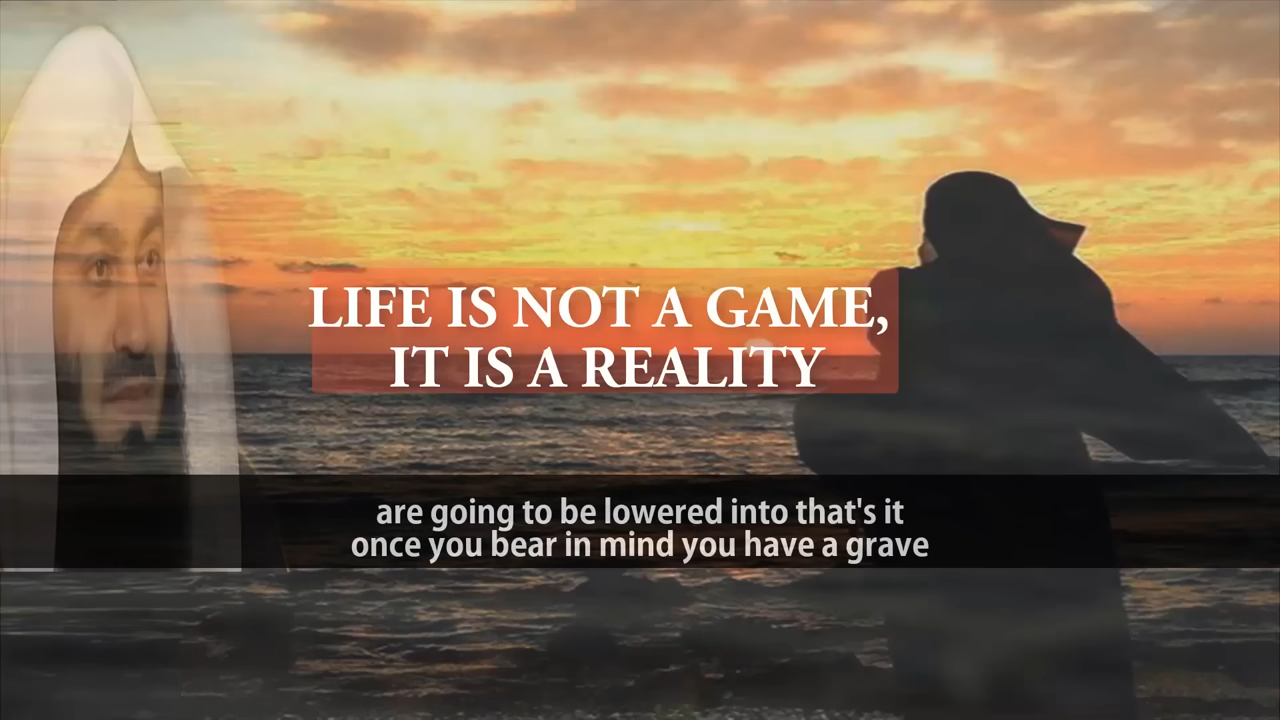 LIFE IS NOT A GAME,
IT IS A REALITY
are going to be lowered into that's it
once you bear in mind you have a grave